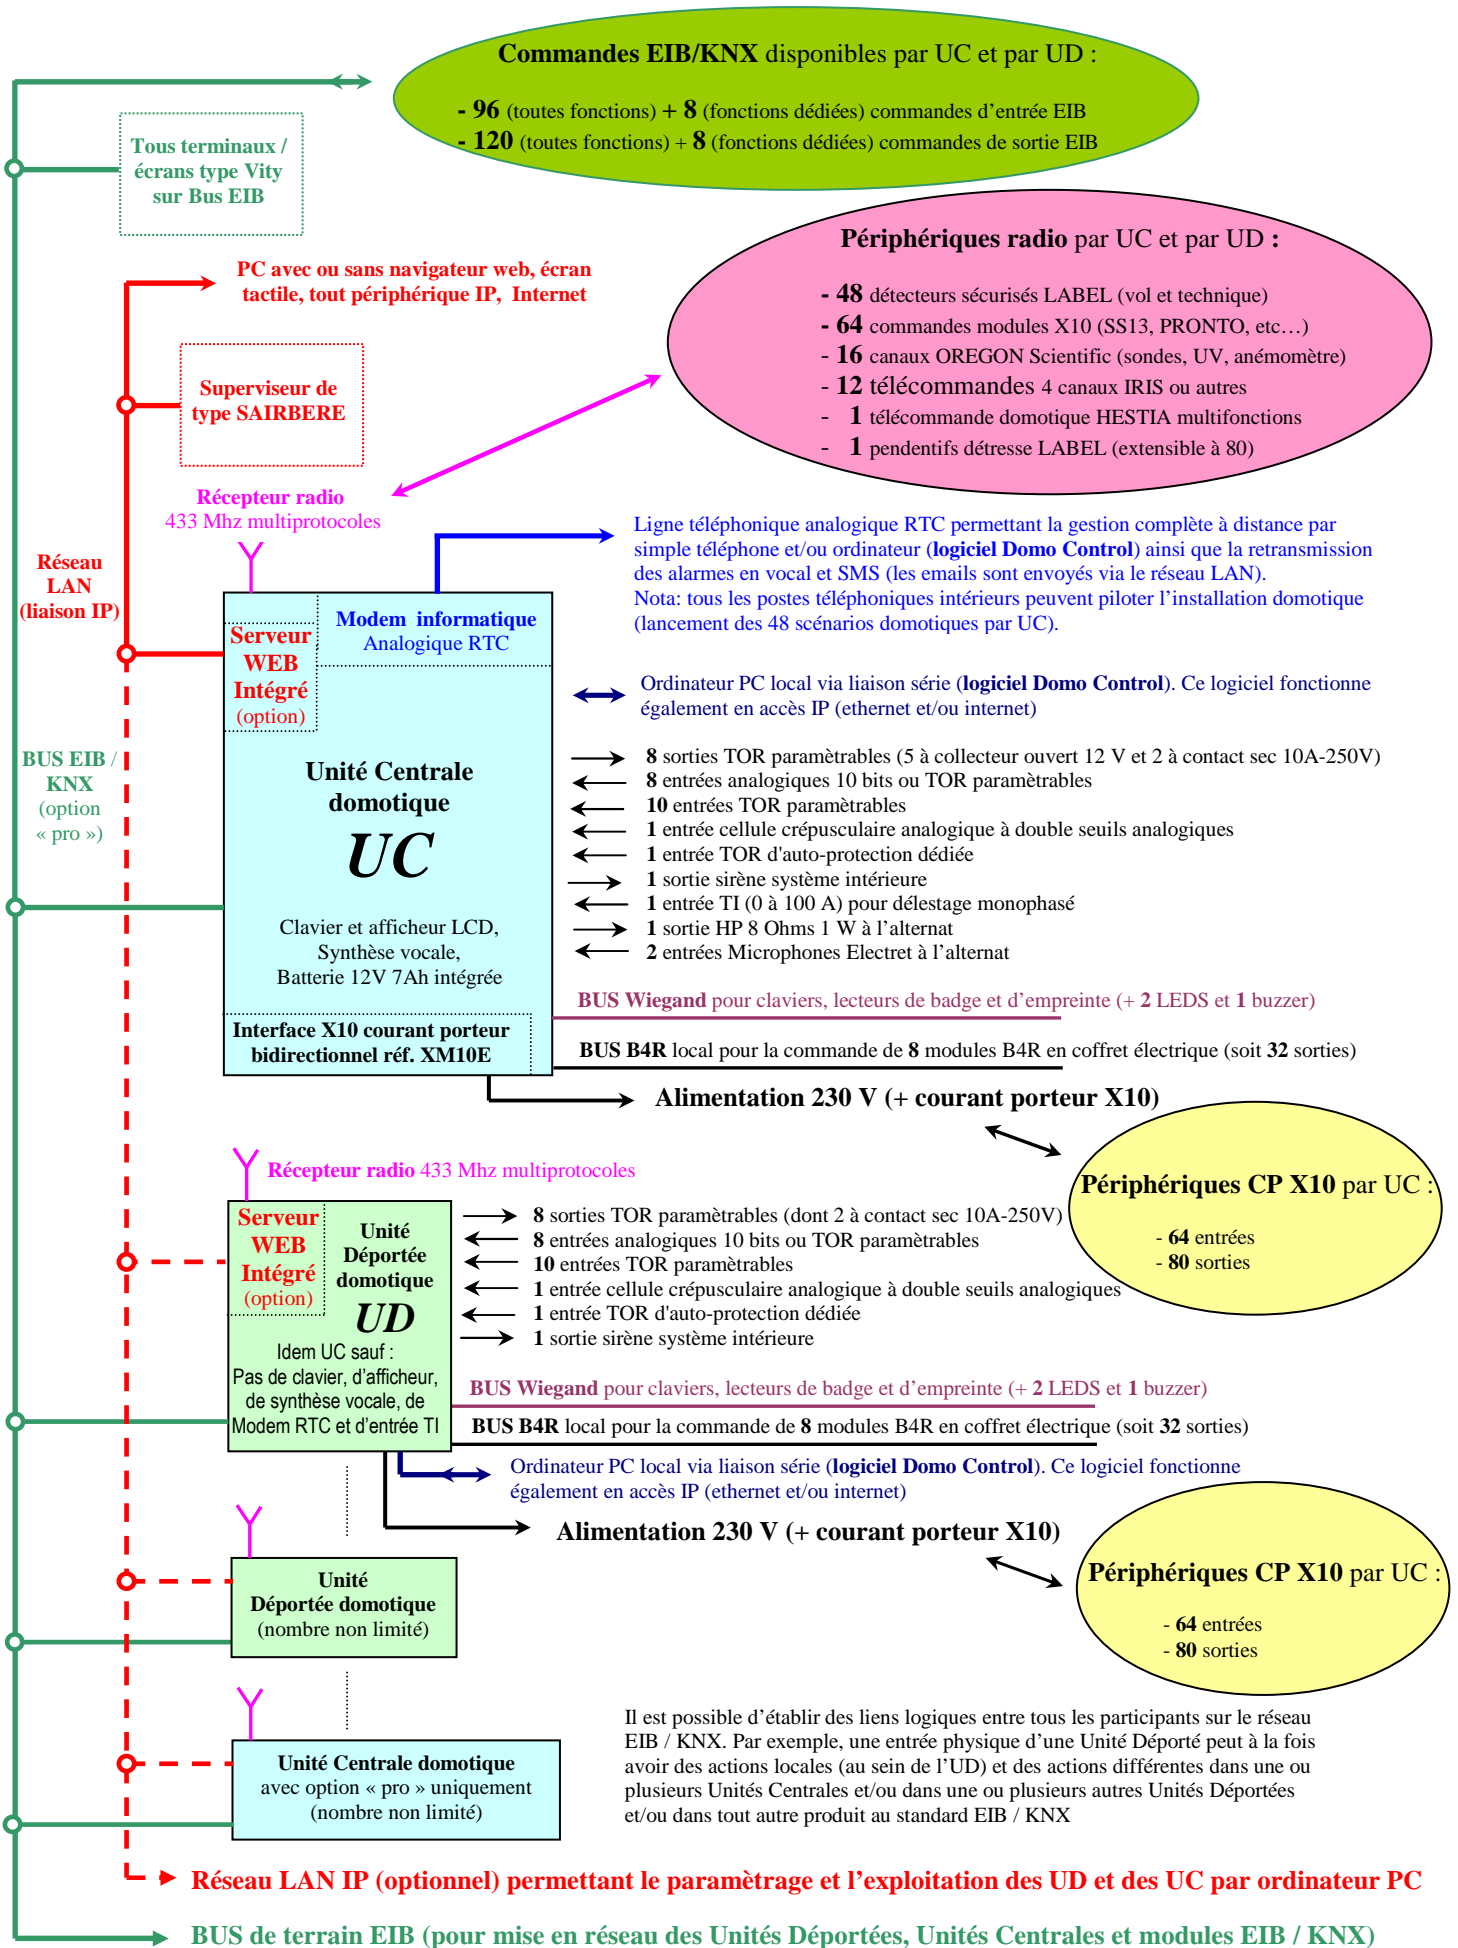 Commandes EIB/KNX disponibles par UC et par UD :
- 96 (toutes fonctions) + 8 (fonctions dédiées) commandes d'entrée EIB
- 120 (toutes fonctions) + 8 (fonctions dédiées) commandes de sortie EIB
Tous terminaux /
écrans type Vity
sur Bus EIB
Périphériques radio par UC et par UD :
- 48 détecteurs sécurisés LABEL (vol et technique)
- 64 commandes modules X10 (SS13, PRONTO, etc…)
- 16 canaux OREGON Scientific (sondes, UV, anémomètre)
- 12 télécommandes 4 canaux IRIS ou autres
- 1 télécommande domotique HESTIA multifonctions
- 1 pendentifs détresse LABEL (extensible à 80)
PC avec ou sans navigateur web, écran
tactile, tout périphérique IP, Internet
Superviseur de
type SAIRBERE
Récepteur radio
433 Mhz multiprotocoles
Réseau
LAN
(liaison IP)
Ligne téléphonique analogique RTC permettant la gestion complète à distance par
simple téléphone et/ou ordinateur (logiciel Domo Control) ainsi que la retransmission
des alarmes en vocal et SMS (les emails sont envoyés via le réseau LAN).
Nota: tous les postes téléphoniques intérieurs peuvent piloter l'installation domotique
(lancement des 48 scénarios domotiques par UC).
Modem informatique
Analogique RTC
Serveur
WEB
Intégré
(option)
Ordinateur PC local via liaison série (logiciel Domo Control). Ce logiciel fonctionne
également en accès IP (ethernet et/ou internet)
BUS EIB /
KNX
(option
« pro »)
Unité Centrale
domotique
UC
Clavier et afficheur LCD,
Synthèse vocale,
Batterie 12V 7Ah intégrée
Interface X10 courant porteur
bidirectionnel réf. XM10E
8 sorties TOR paramètrables (5 à collecteur ouvert 12 V et 2 à contact sec 10A-250V)
8 entrées analogiques 10 bits ou TOR paramètrables
10 entrées TOR paramètrables
1 entrée cellule crépusculaire analogique à double seuils analogiques
1 entrée TOR d'auto-protection dédiée
1 sortie sirène système intérieure
1 entrée TI (0 à 100 A) pour délestage monophasé
1 sortie HP 8 Ohms 1 W à l'alternat
2 entrées Microphones Electret à l'alternat
BUS Wiegand pour claviers, lecteurs de badge et d'empreinte (+ 2 LEDS et 1 buzzer)
BUS B4R local pour la commande de 8 modules B4R en coffret électrique (soit 32 sorties)
Alimentation 230 V (+ courant porteur X10)
Périphériques CP X10 par UC :
- 64 entrées
- 80 sorties
Récepteur radio 433 Mhz multiprotocoles
Serveur
WEB
Intégré
(option)
Unité
Déportée
domotique
UD
Idem UC sauf :
Pas de clavier, d'afficheur,
de synthèse vocale, de
Modem RTC et d'entrée TI
8 sorties TOR paramètrables (dont 2 à contact sec 10A-250V)
8 entrées analogiques 10 bits ou TOR paramètrables
10 entrées TOR paramètrables
1 entrée cellule crépusculaire analogique à double seuils analogiques
1 entrée TOR d'auto-protection dédiée
1 sortie sirène système intérieure
BUS Wiegand pour claviers, lecteurs de badge et d'empreinte (+ 2 LEDS et 1 buzzer)
BUS B4R local pour la commande de 8 modules B4R en coffret électrique (soit 32 sorties)
Ordinateur PC local via liaison série (logiciel Domo Control). Ce logiciel fonctionne
également en accès IP (ethernet et/ou internet)
Alimentation 230 V (+ courant porteur X10)
Périphériques CP X10 par UC :
- 64 entrées
- 80 sorties
Unité
Déportée domotique
(nombre non limité)
Unité Centrale domotique
avec option « pro » uniquement
(nombre non limité)
Il est possible d'établir des liens logiques entre tous les participants sur le réseau
EIB / KNX. Par exemple, une entrée physique d'une Unité Déporté peut à la fois
avoir des actions locales (au sein de l'UD) et des actions différentes dans une ou
plusieurs Unités Centrales et/ou dans une ou plusieurs autres Unités Déportées
et/ou dans tout autre produit au standard EIB / KNX
Réseau LAN IP (optionnel) permettant le paramètrage et l'exploitation des UD et des UC par ordinateur PC
BUS de terrain EIB (pour mise en réseau des Unités Déportées, Unités Centrales et modules EIB / KNX)